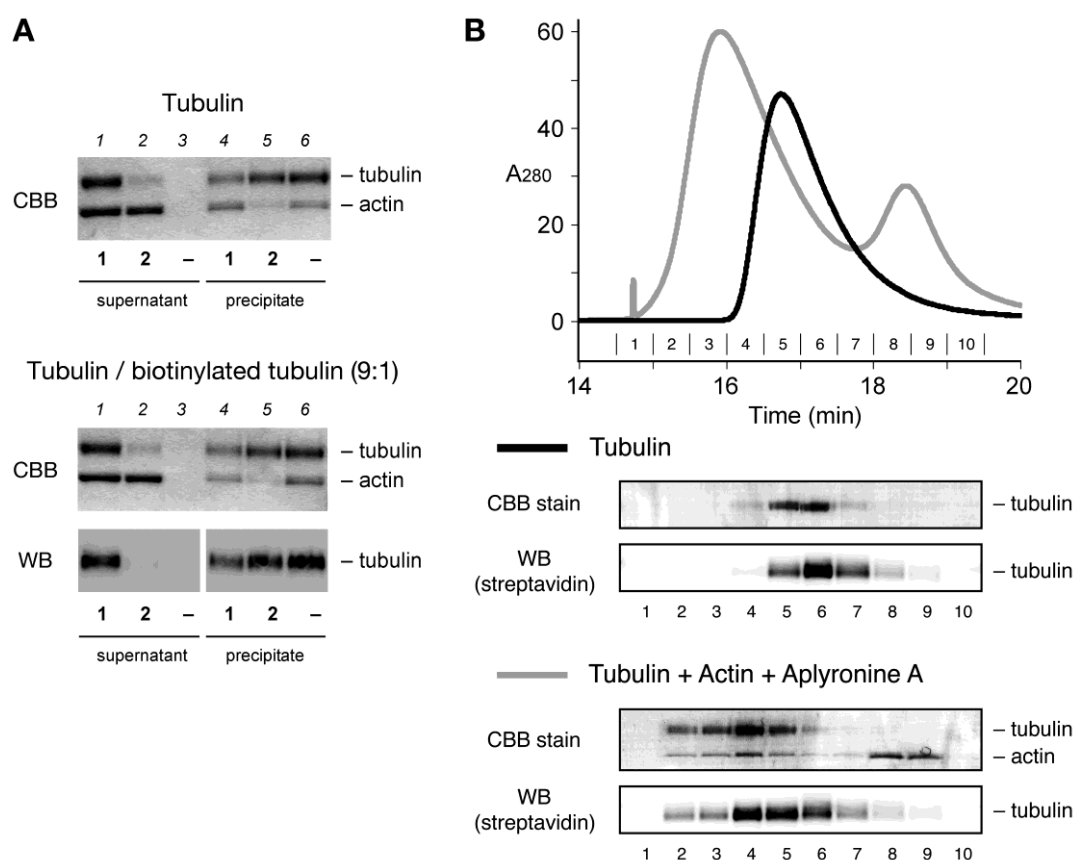 A
Tubulin
1 2 3 4 5 6
CBB
– tubulin
– actin
1 2 – 1 2 –
supernatant precipitate
Tubulin / biotinylated tubulin (9:1)
1 2 3 4 5 6
CBB
– tubulin
– actin
WB
– tubulin
1 2 – 1 2 –
supernatant precipitate
B
60
40
A280
20
0
1 2 3 4 5 6 7 8 9 10
14 16 18 20
Time (min)
Tubulin
CBB stain
– tubulin
WB
(streptavidin)
– tubulin
1 2 3 4 5 6 7 8 9 10
Tubulin + Actin + Aplyronine A
CBB stain
– tubulin
– actin
WB
(streptavidin)
– tubulin
1 2 3 4 5 6 7 8 9 10